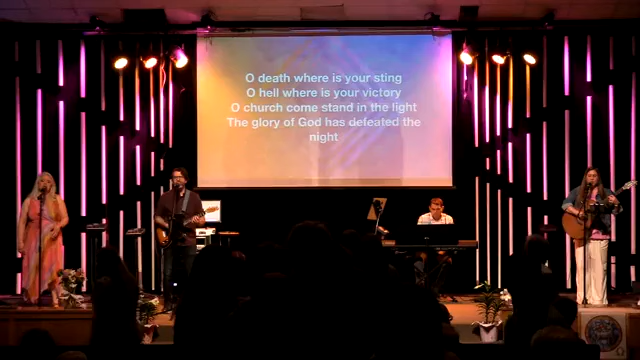 O death where is your sting
O hell where is your victory
O church come stand in the light
The glory of God has defeated the
night